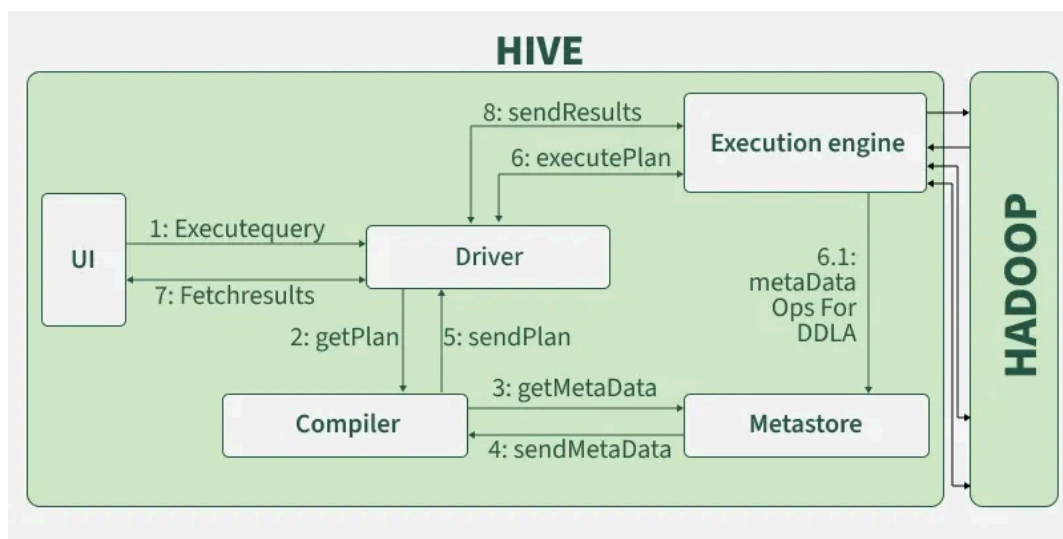 HIVE
8: sendResults
Execution engine
6: executePlan
UI
1: Executequery
Driver
7: Fetchresults
6.1:
metaData
Ops For
DDLA
HADOOP
2: getPlan
5: sendPlan
Compiler
3: getMetaData
Metastore
4: sendMetaData